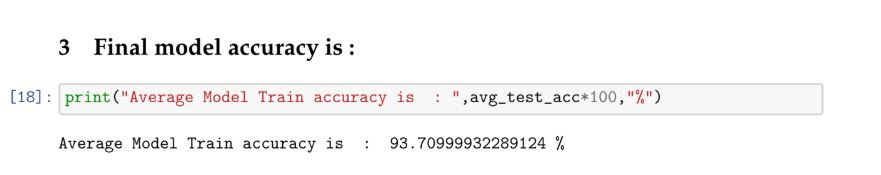 3 Final model accuracy is :
[18]: print("Average Model Train accuracy is  : ",avg_test_acc*100,"%")
Average Model Train accuracy is  :  93.70999932289124 %